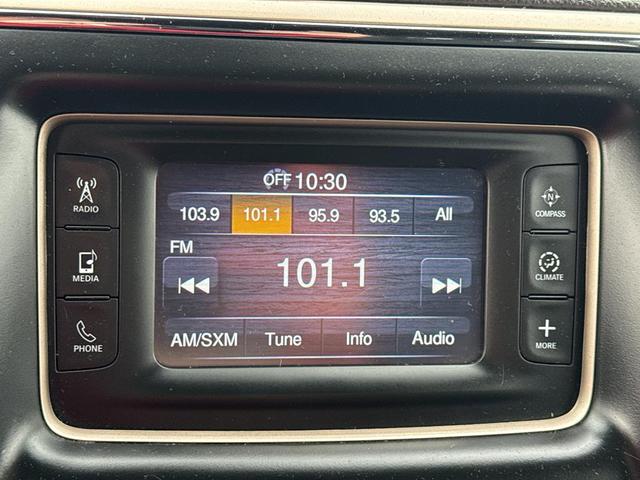 OFF 10:30
103.9 101.1 95.9 93.5 All
FM
101.1
AM/SXM Tune Info Audio
RADIO
MEDIA
PHONE
N
COMPASS
CLIMATE
MORE